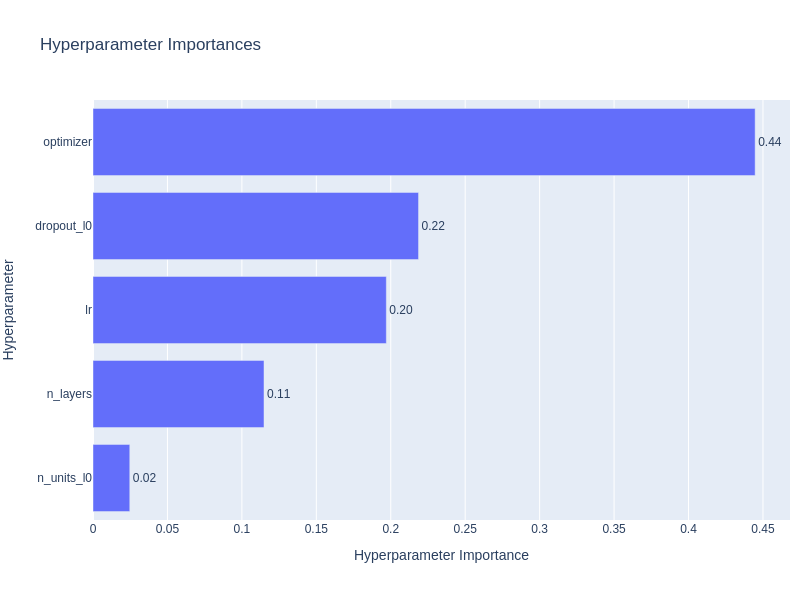 Hyperparameter Importances
Hyperparameter
optimizer
0.44
dropout_l0
0.22
lr
0.20
n_layers
0.11
n_units_l0
0.02
0
0.05
0.1
0.15
0.2
0.25
0.3
0.35
0.4
0.45
Hyperparameter Importance